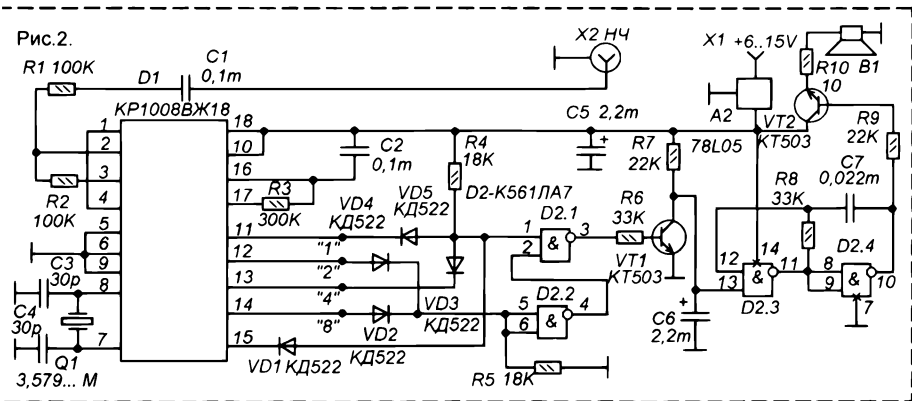 Рис.2.
R1 100K
D1
C1
0,1m
X2 НЧ
X1 +6..15V
КР1008ВЖ18
R10
10
B1
A2
VT2
КТ503
R9
22K
C5 2,2m
R7
22K
78L05
C7
0,022m
R8
33K
R4
18K
C2
0,1m
D2-К561ЛА7
R2
100K
R3
300K
VD4
КД522
VD5
КД522
R6
33K
VT1
КТ503
1
2
3
4
5
6
9
8
7
18
10
16
17
11
12
13
14
15
"1"
"2"
"4"
"8"
VD3
КД522
VD2
КД522
VD1 КД522
D2.1
1
2
&
3
D2.2
5
6
&
4
R5 18K
C6
2,2m
12
13
&
14
11
D2.3
D2.4
8
9
&
10
7
C3
30p
C4
30p
Q1
3,579... М